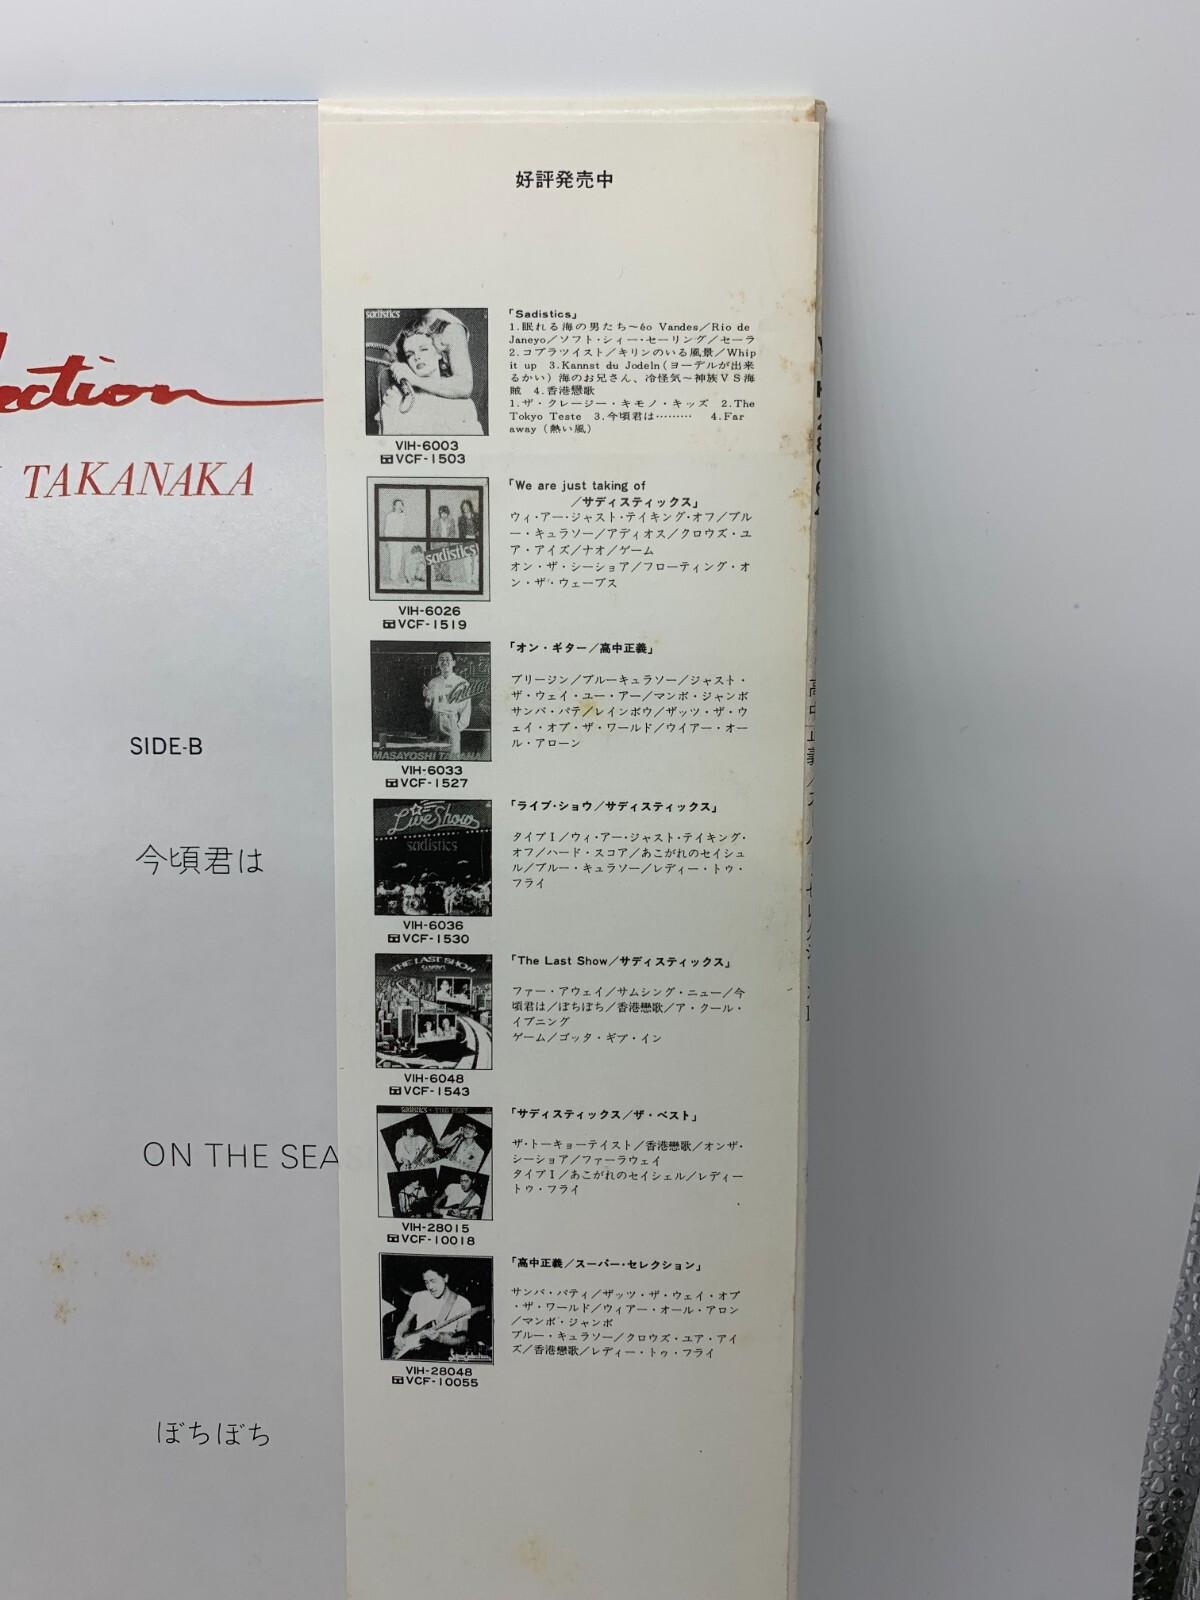 好評発売中
sadistics
VIH-6003
VCF-1503
「Sadistics」
1.眠れる海の男たち〜éo Vandes／Rio de
Janeyo／ソフト・シィー・セーリング／セーラ
2.コブラツイスト／キリンのいる風景／Whip
it up 3.Kannst du Jodeln(ヨーデルが出来
るかい) 海のお兄さん、冷怪気〜神族ＶＳ海
賊 4.香港戀歌
1.ザ・クレージー・キモノ・キッズ 2.The
Tokyo Teste 3.今頃君は……… 4.Far
away (熱い風)
sadistics
VIH-6026
VCF-1519
「We are just taking of
／サディスティックス」
ウィ・アー・ジャスト・テイキング・オフ／ブル
ー・キュラソー／アディオス／クロウズ・ユ
ア・アイズ／ナオ／ゲーム
オン・ザ・シーショア／フローティング・オ
ン・ザ・ウェーブス
MASAYOSHI TAKANA
VIH-6033
VCF-1527
「オン・ギター／高中正義」
ブリージン／ブルーキュラソー／ジャスト・
ザ・ウェイ・ユー・アー／マンボ・ジャンボ
サンバ・パテ／レインボウ／ザッツ・ザ・ウ
ェイ・オブ・ザ・ワールド／ウイアー・オー
ル・アローン
Live Show
sadistics
VIH-6036
VCF-1530
「ライブ・ショウ／サディスティックス」
タイプＩ／ウィ・アー・ジャスト・テイキング・
オフ／ハード・スコア／あこがれのセイシェ
ル／ブルー・キュラソー／レディー・トゥ・
フライ
THE LAST SHOW
VIH-6048
VCF-1543
「The Last Show／サディスティックス」
ファー・アウェイ／サムシング・ニュー／今
頃君は／ぼちぼち／香港戀歌／ア・クール・
イブニング
ゲーム／ゴッタ・ギア・イン
sadistics・THE BEST
VIH-28015
VCF-10018
「サディスティックス／ザ・ベスト」
ザ・トーキョーテイスト／香港戀歌／オンザ・
シーショア／ファーラウェイ
タイプＩ／あこがれのセイシェル／レディー
トゥ・フライ
VIH-28048
VCF-10055
「高中正義／スーパー・セレクション」
サンバ・パティ／ザッツ・ザ・ウェイ・オブ
・ザ・ワールド／ウィアー・オール・アロン
／マンボ・ジャンボ
ブルー・キュラソー／クロウズ・ユア・アイ
ズ／香港戀歌／レディー・トゥ・フライ
ection
TAKANAKA
SIDE-B
今頃君は
ON THE SEAS
ぼちぼち